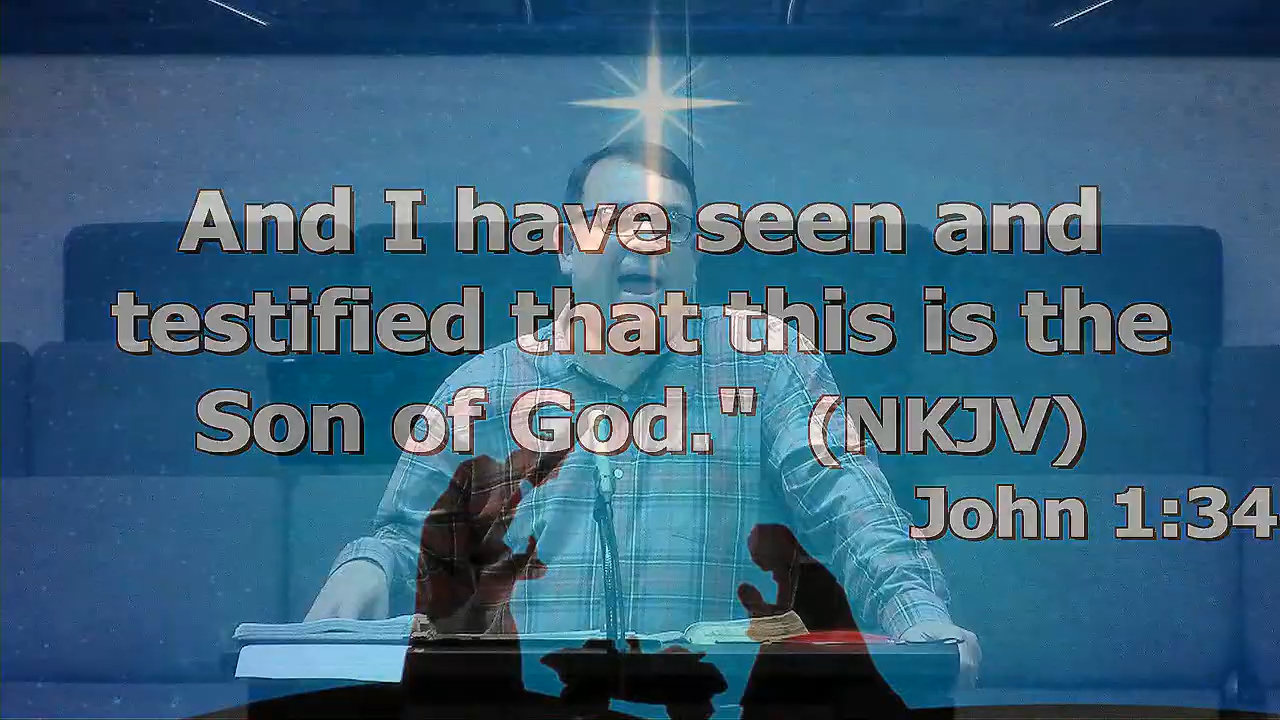 And I have seen and
testified that this is the
Son of God."  (NKJV)
John 1:34